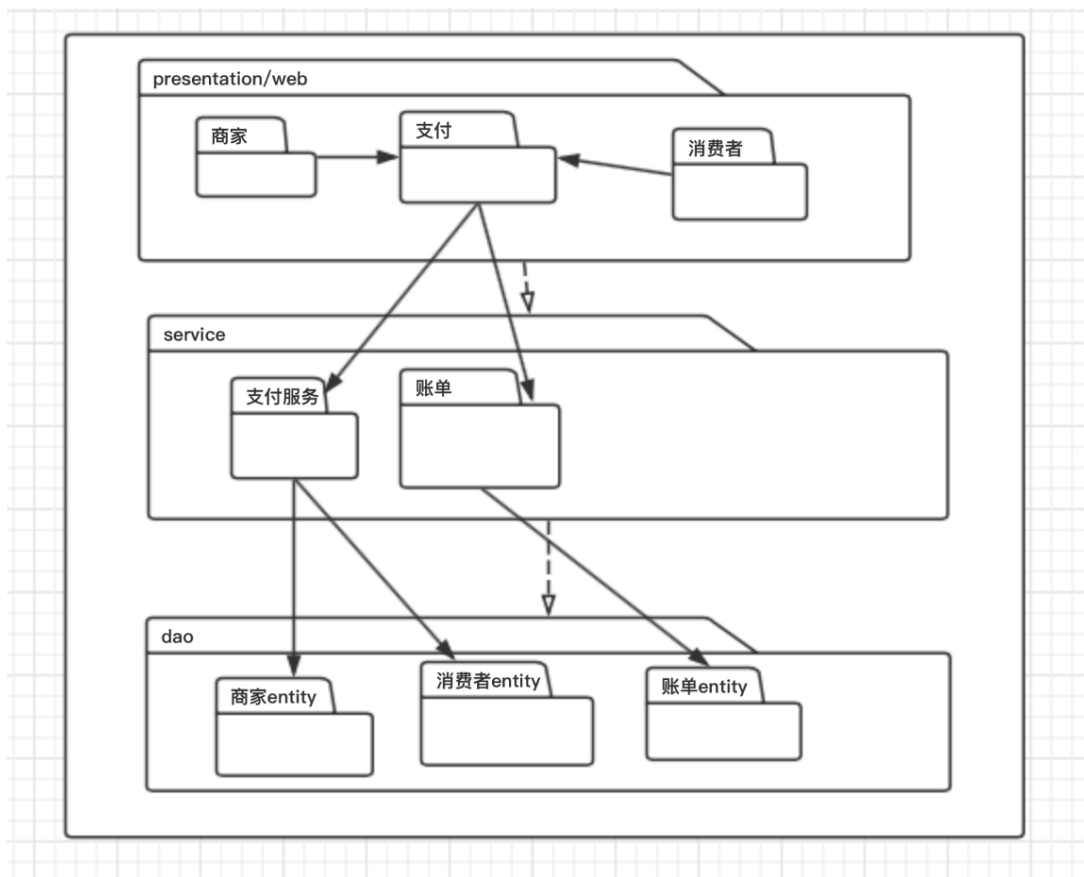 presentation/web
商家
支付
消费者
service
支付服务
账单
dao
商家entity
消费者entity
账单entity